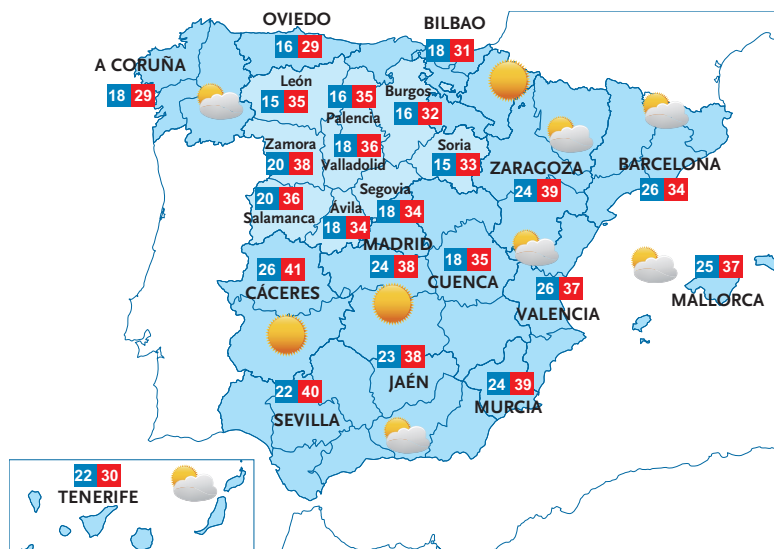 OVIEDO
16 29
BILBAO
18 31
A CORUÑA
18 29
León
15 35
16 35
Palencia
Burgos
16 32
Zamora
20 38
18 36
Valladolid
Soria
15 33
ZARAGOZA
24 39
BARCELONA
26 34
20 36
Salamanca
Ávila
18 34
Segovia
18 34
MADRID
24 38
18 35
CUENCA
26 41
CÁCERES
26 37
VALENCIA
25 37
MALLORCA
23 38
JAÉN
22 40
SEVILLA
24 39
MURCIA
22 30
TENERIFE